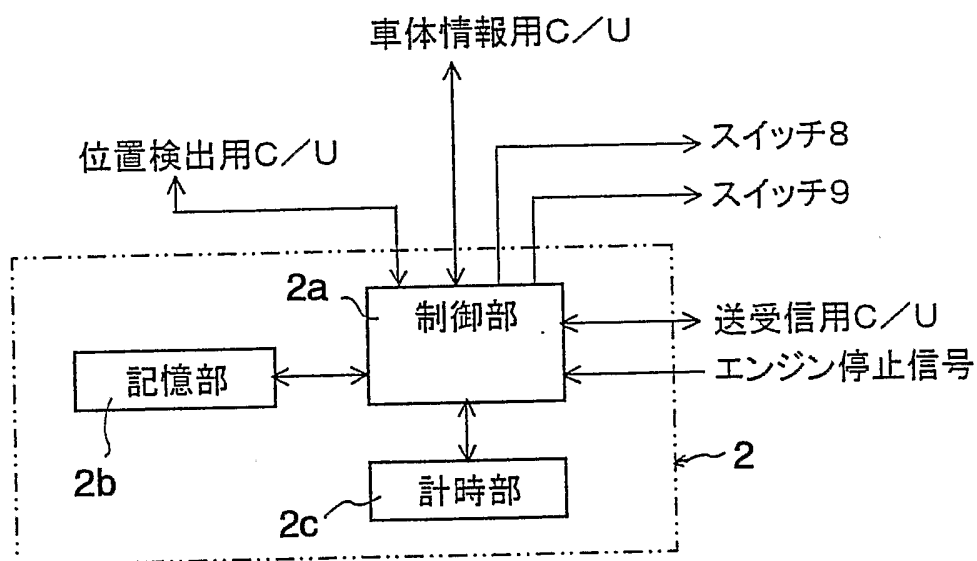 車体情報用C/U
スイッチ8
位置検出用C/U
スイッチ9
2a
制御部
送受信用C/U
記憶部
エンジン停止信号
2b
2
計時部
2c